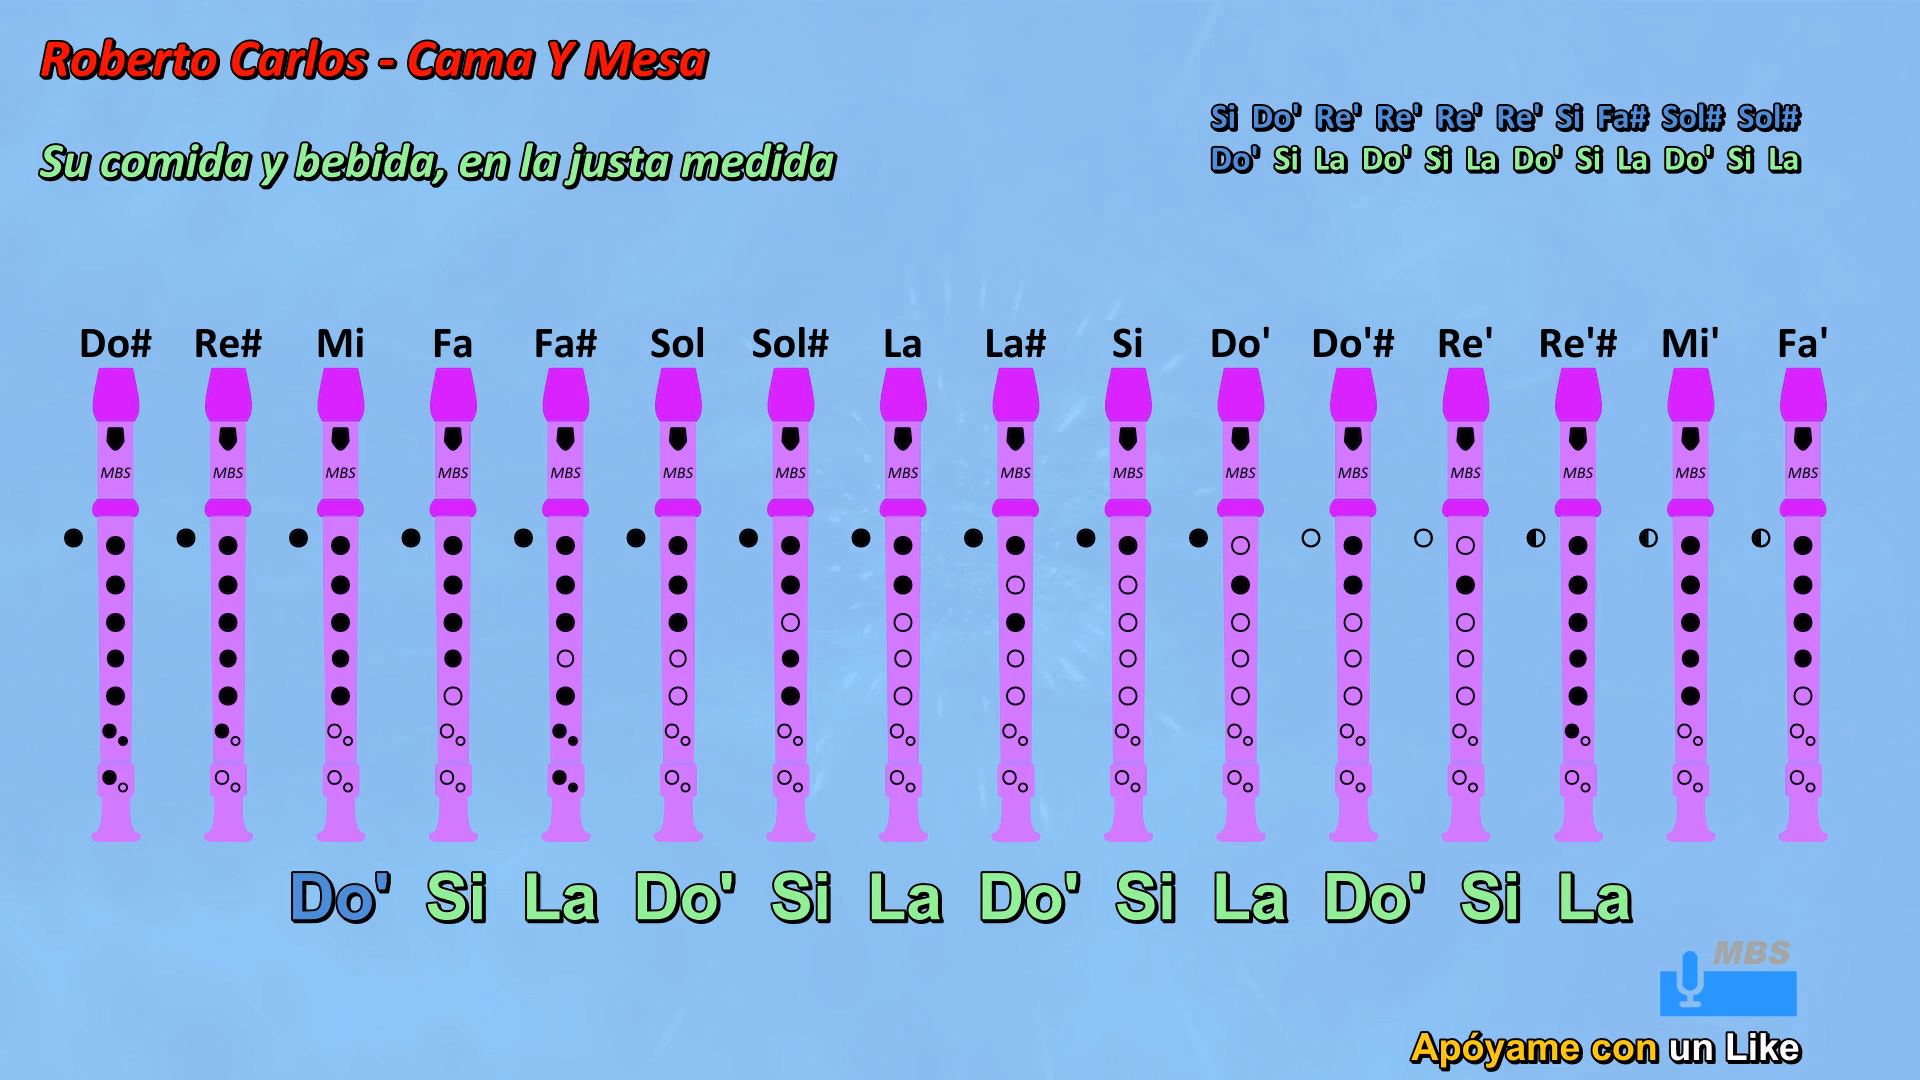 Roberto Carlos - Cama Y Mesa
Si Do' Re' Re' Re' Re' Si Fa# Sol# Sol#
Su comida y bebida, en la justa medida
Do' Si La Do' Si La Do' Si La Do' Si La
Do# Re# Mi Fa Fa# Sol Sol# La La# Si Do' Do'# Re' Re'# Mi' Fa'
MBS MBS MBS MBS MBS MBS MBS MBS MBS MBS MBS MBS MBS MBS MBS MBS
Do' Si La Do' Si La Do' Si La Do' Si La
MBS
Apóyame con un Like